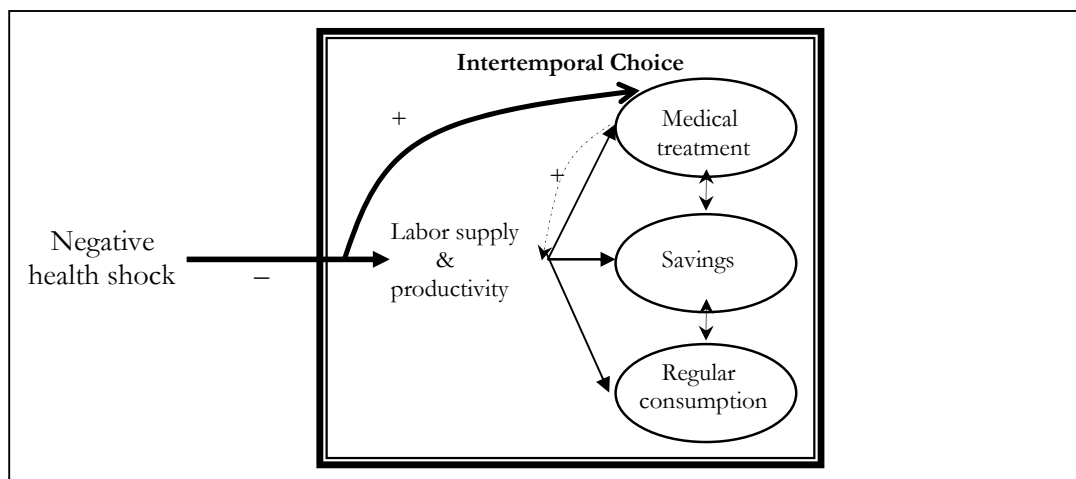 Intertemporal Choice
+
Medical
treatment
+
Negative
health shock
–
Labor supply
&
productivity
Savings
Regular
consumption